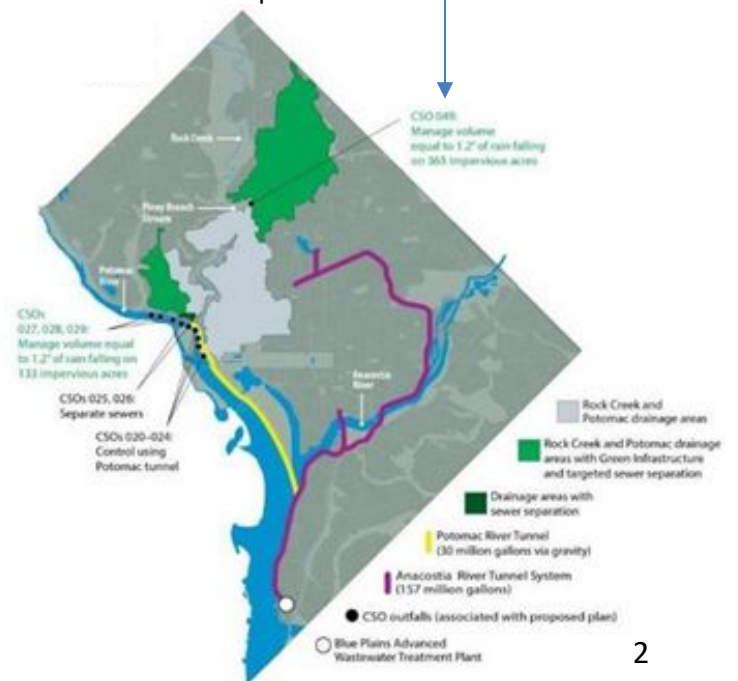 CSO 049:
Manage volume
equal to 1.2" of rain falling
on 365 impervious acres
Rock Creek
Piney Branch
Stream
Potomac
River
CSOs
027, 028, 029:
Manage volume equal
to 1.2" of rain falling on
133 impervious acres
CSOs 025, 026:
Separate sewers
CSOs 020-024:
Control using
Potomac tunnel
Anacostia
River
Rock Creek and
Potomac drainage areas
Rock Creek and Potomac drainage
areas with Green Infrastructure
and targeted sewer separation
Drainage areas with
sewer separation
Potomac River Tunnel
(30 million gallons via gravity)
Anacostia River Tunnel System
(157 million gallons)
CSO outfalls (associated with proposed plan)
Blue Plains Advanced
Wastewater Treatment Plant
2